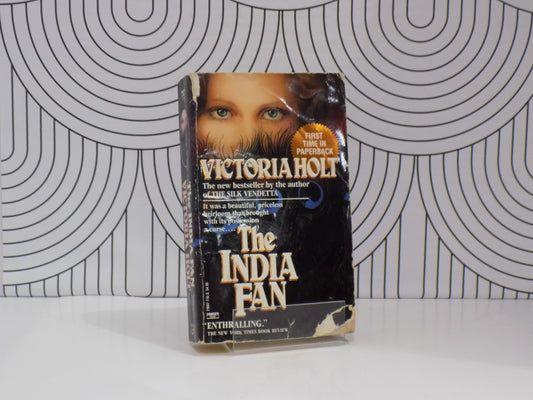 FIRST
TIME IN
PAPERBACK
VICTORIA HOLT
The new bestseller by the author
of THE SILK VENDETTA
It was a beautiful, priceless
heirloom that brought
with its possession
a curse....
The
INDIA
FAN
"ENTHRALLING."
THE NEW YORK TIMES BOOK REVIEW